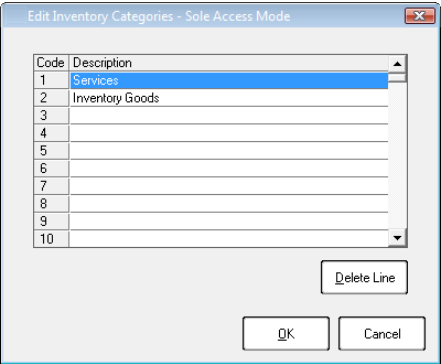 Edit Inventory Categories - Sole Access Mode
Code Description
1 Services
2 Inventory Goods
3
4
5
6
7
8
9
10
Delete Line
OK Cancel